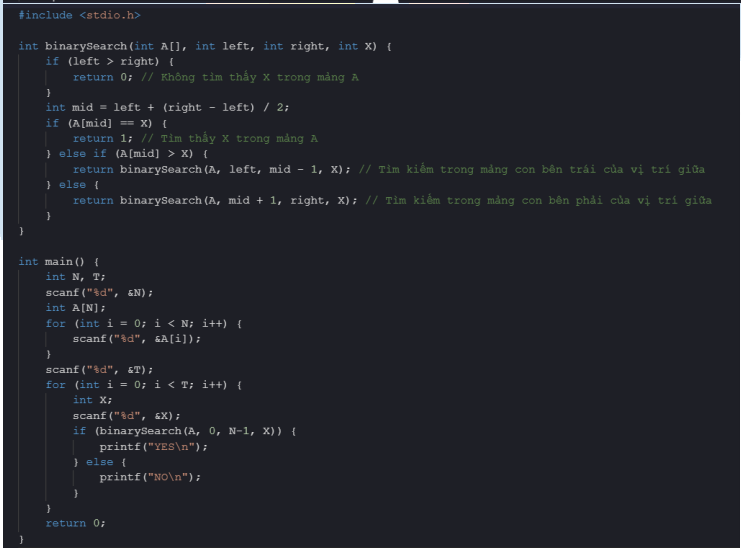 #include <stdio.h>
int binarySearch(int A[], int left, int right, int X) {
    if (left > right) {
        return 0; // Không tìm thấy X trong mảng A
    }
    int mid = left + (right - left) / 2;
    if (A[mid] == X) {
        return 1; // Tìm thấy X trong mảng A
    } else if (A[mid] > X) {
        return binarySearch(A, left, mid - 1, X); // Tìm kiếm trong mảng con bên trái của vị trí giữa
    } else {
        return binarySearch(A, mid + 1, right, X); // Tìm kiếm trong mảng con bên phải của vị trí giữa
    }
}
int main() {
    int N, T;
    scanf("%d", &N);
    int A[N];
    for (int i = 0; i < N; i++) {
        scanf("%d", &A[i]);
    }
    scanf("%d", &T);
    for (int i = 0; i < T; i++) {
        int X;
        scanf("%d", &X);
        if (binarySearch(A, 0, N-1, X)) {
            printf("YES\n");
        } else {
            printf("NO\n");
        }
    }
    return 0;
}